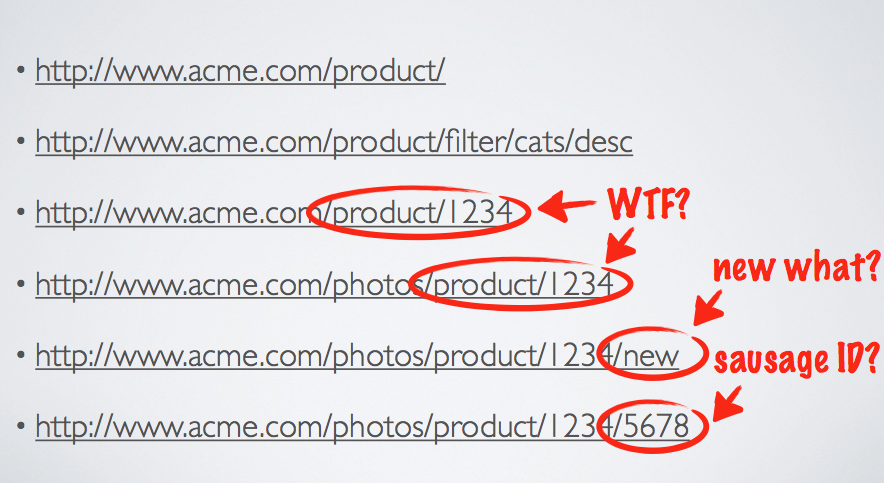 • http://www.acme.com/product/
• http://www.acme.com/product/filter/cats/desc
• http://www.acme.com/product/1234
WTF?
• http://www.acme.com/photos/product/1234
new what?
• http://www.acme.com/photos/product/1234/new
sausage ID?
• http://www.acme.com/photos/product/1234/5678